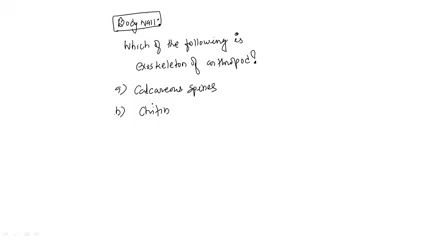 Body wall:
Which of the following is
exoskeleton of arthropod?
a) Calcareous spines
b) Chitin